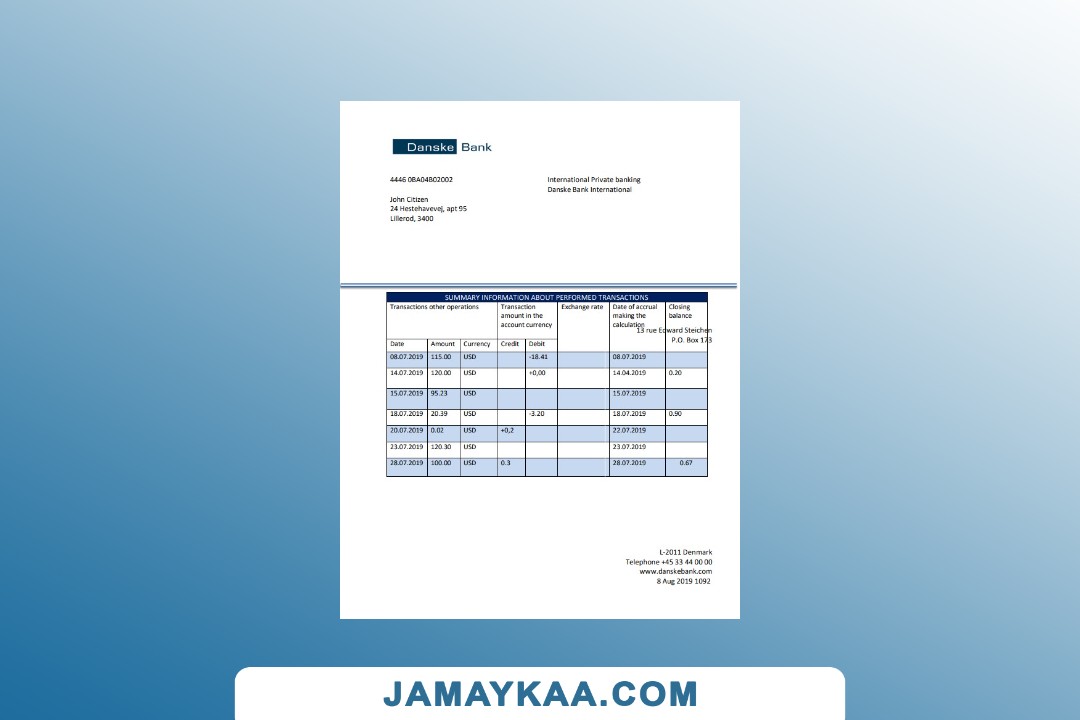 Danske Bank
4446 0BA04B02002
International Private banking
Danske Bank International
John Citizen
24 Hestehavevej, apt 95
Lillerod, 3400
SUMMARY INFORMATION ABOUT PERFORMED TRANSACTIONS
Transactions other operations
Transaction amount in the account currency
Exchange rate
Date of accrual making the calculation
Closing balance
13 rue Edward Steichen
P.O. Box 173
Date Amount Currency Credit Debit
08.07.2019 115.00 USD -18.41 08.07.2019
14.07.2019 120.00 USD +0,00 14.04.2019 0.20
15.07.2019 95.23 USD 15.07.2019
18.07.2019 20.39 USD -3.20 18.07.2019 0.90
20.07.2019 0.02 USD +0,2 22.07.2019
23.07.2019 120.30 USD 23.07.2019
28.07.2019 100.00 USD 0.3 28.07.2019 0.67
L-2011 Denmark
Telephone +45 33 44 00 00
www.danskebank.com
8 Aug 2019 1092
JAMAYKAA.COM